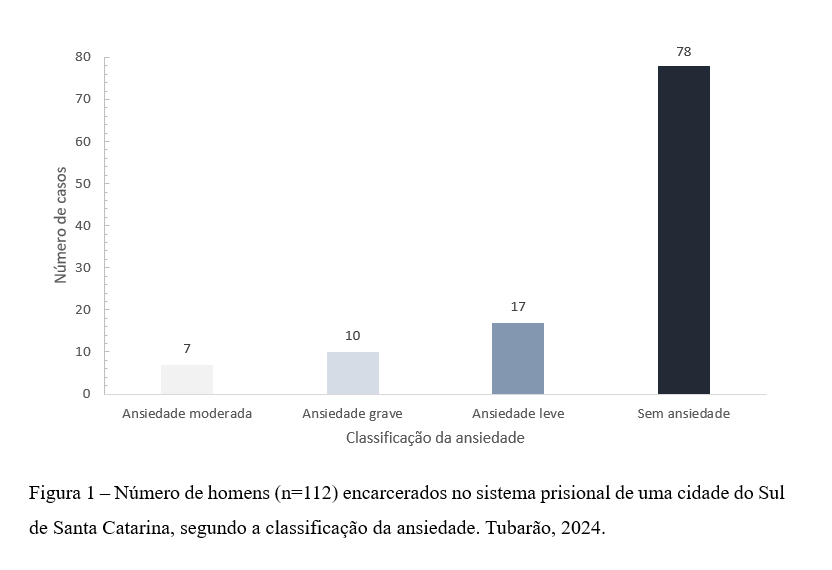 78
80
70
60
50
40
30
20
10
0
Número de casos
17
10
7
Ansiedade moderada
Ansiedade grave
Ansiedade leve
Sem ansiedade
Classificação da ansiedade
Figura 1 – Número de homens (n=112) encarcerados no sistema prisional de uma cidade do Sul
de Santa Catarina, segundo a classificação da ansiedade. Tubarão, 2024.